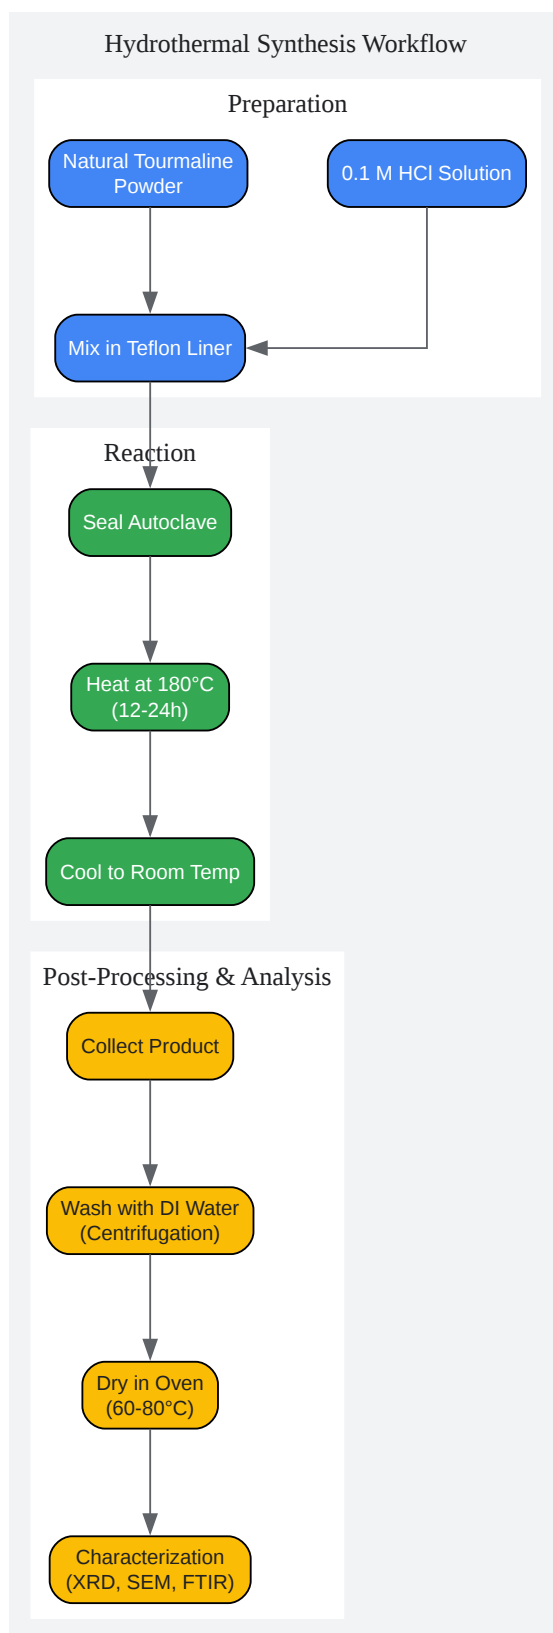 Hydrothermal Synthesis Workflow
Preparation
Natural Tourmaline
Powder
0.1 M HCl Solution
Mix in Teflon Liner
Reaction
Seal Autoclave
Heat at 180°C
(12-24h)
Cool to Room Temp
Post-Processing & Analysis
Collect Product
Wash with DI Water
(Centrifugation)
Dry in Oven
(60-80°C)
Characterization
(XRD, SEM, FTIR)